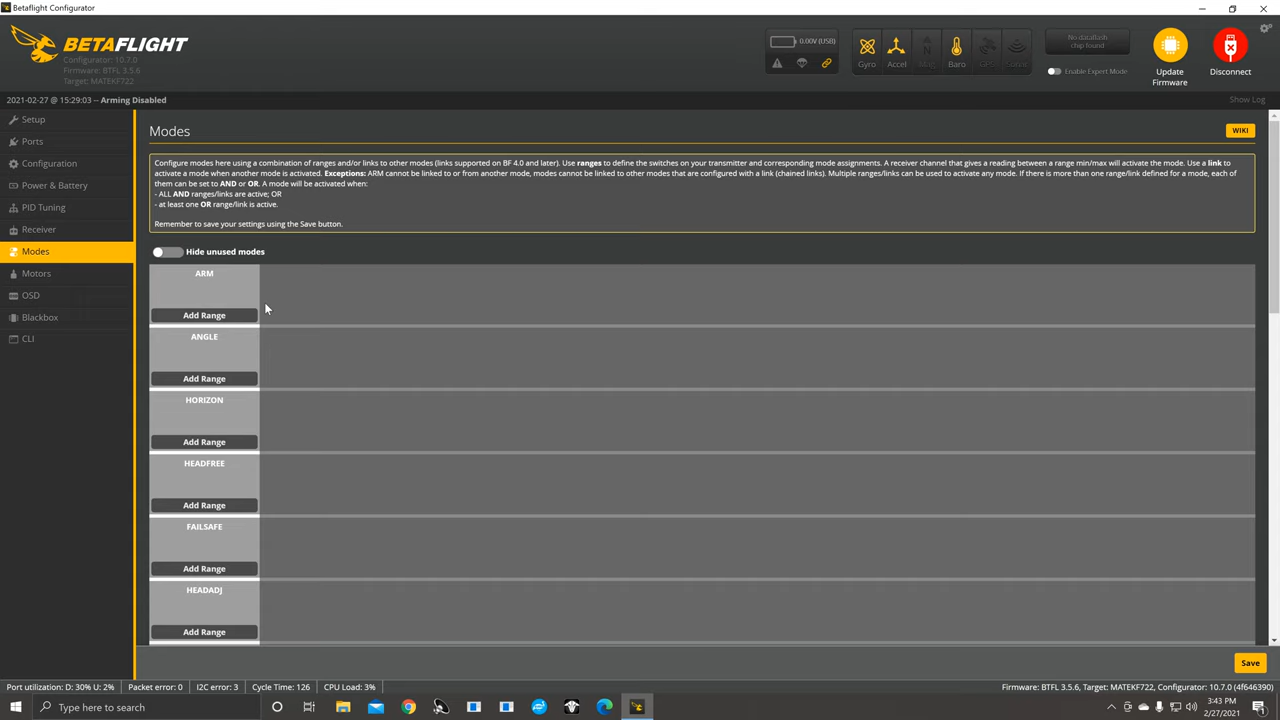 Betaflight Configurator
BETAFLIGHT
Configurator: 10.7.0
Firmware: BTFL 3.5.6
Target: MATEKF722
0.00V (USB)
Gyro
Accel
Mag
Baro
GPS
Sonar
No dataflash
chip found
Enable Expert Mode
Update
Firmware
Disconnect
2021-02-27 @ 15:29:03 -- Arming Disabled
Show Log
Setup
Ports
Configuration
Power & Battery
PID Tuning
Receiver
Modes
Motors
OSD
Blackbox
CLI
Modes
WIKI
Configure modes here using a combination of ranges and/or links to other modes (links supported on BF 4.0 and later). Use ranges to define the switches on your transmitter and corresponding mode assignments. A receiver channel that gives a reading between a range min/max will activate the mode. Use a link to
activate a mode when another mode is activated. Exceptions: ARM cannot be linked to or from another mode, modes cannot be linked to other modes that are configured with a link (chained links). Multiple ranges/links can be used to activate any mode. If there is more than one range/link defined for a mode, each of
them can be set to AND or OR. A mode will be activated when:
- ALL AND ranges/links are active; OR
- at least one OR range/link is active.
Remember to save your settings using the Save button.
Hide unused modes
ARM
Add Range
ANGLE
Add Range
HORIZON
Add Range
HEADFREE
Add Range
FAILSAFE
Add Range
HEADADJ
Add Range
Save
Port utilization: D: 30% U: 2%
Packet error: 0
I2C error: 3
Cycle Time: 126
CPU Load: 3%
Firmware: BTFL 3.5.6, Target: MATEKF722, Configurator: 10.7.0 (4f646390)
Type here to search
3:43 PM
2/27/2021